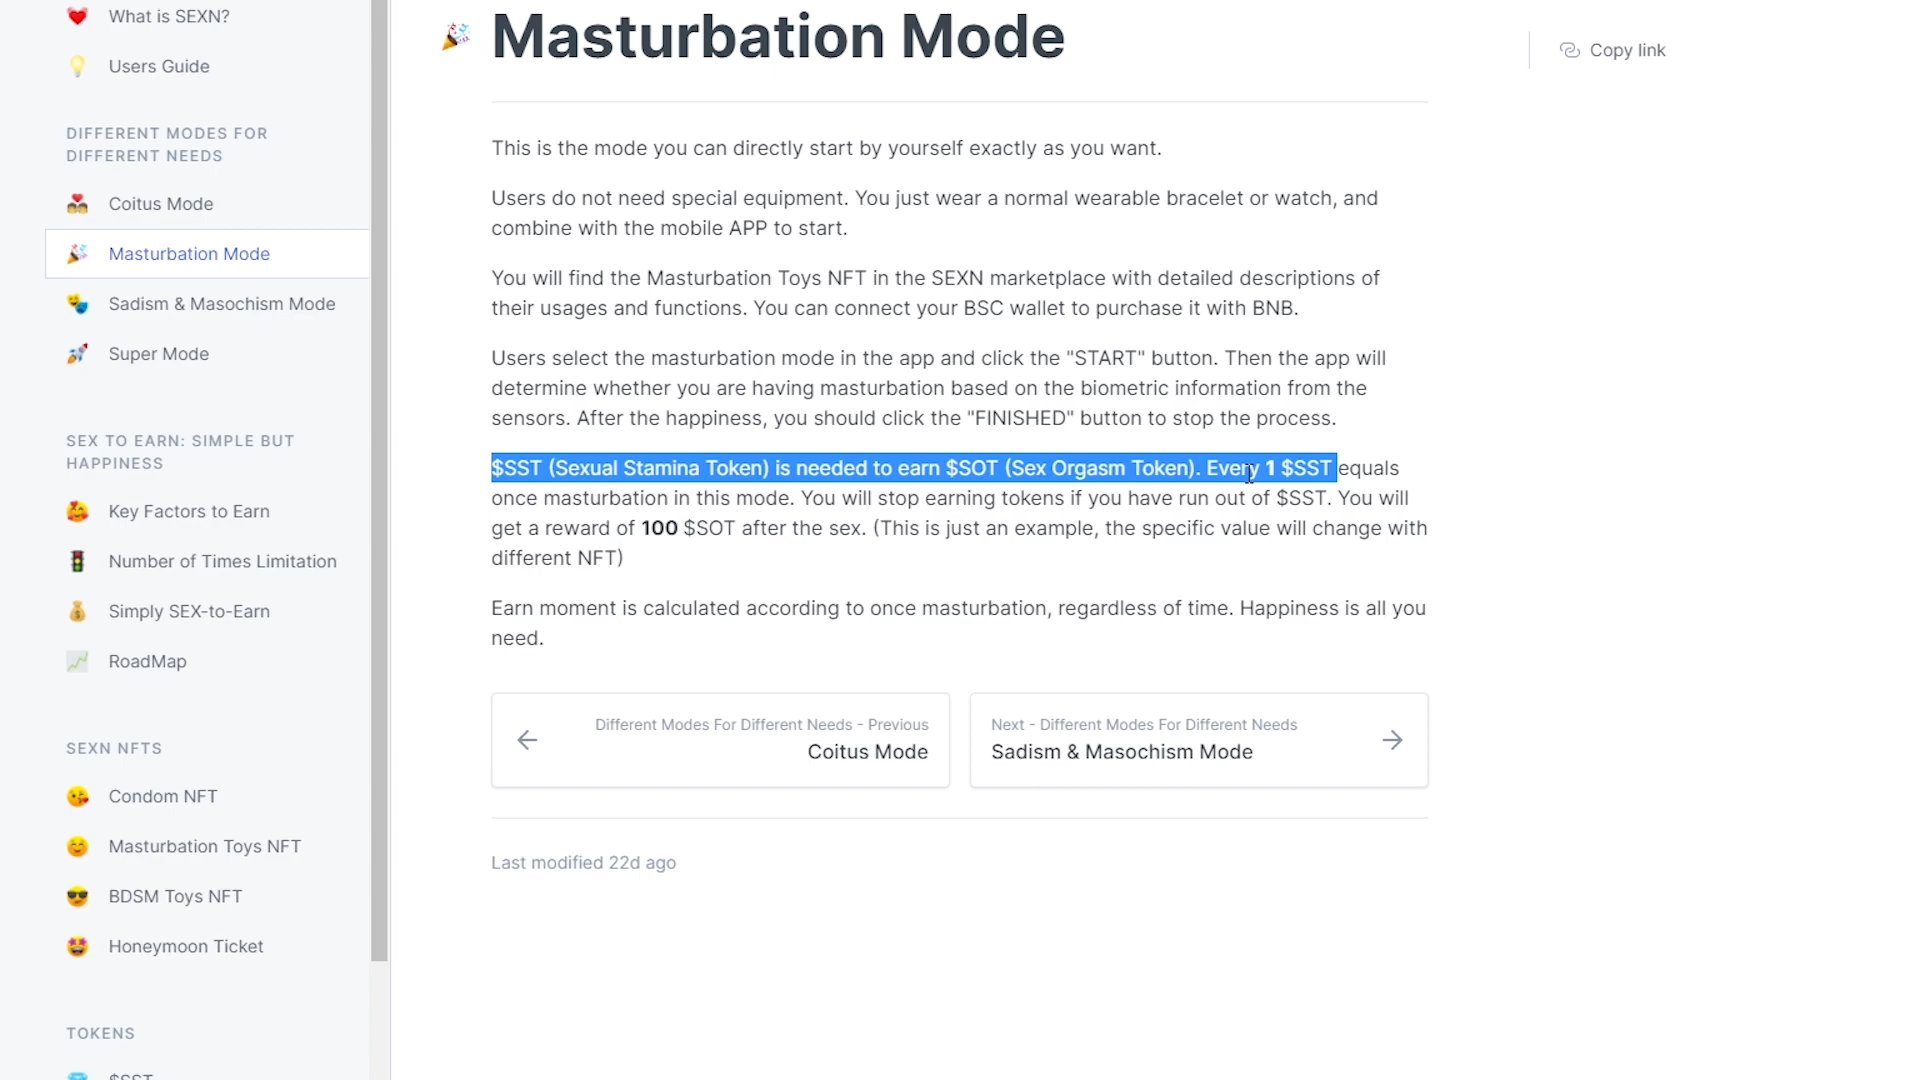 What is SEXN?
Users Guide
DIFFERENT MODES FOR
DIFFERENT NEEDS
Coitus Mode
Masturbation Mode
Sadism & Masochism Mode
Super Mode
SEX TO EARN: SIMPLE BUT
HAPPINESS
Key Factors to Earn
Number of Times Limitation
Simply SEX-to-Earn
RoadMap
SEXN NFTS
Condom NFT
Masturbation Toys NFT
BDSM Toys NFT
Honeymoon Ticket
TOKENS
$SST
Masturbation Mode
Copy link
This is the mode you can directly start by yourself exactly as you want.
Users do not need special equipment. You just wear a normal wearable bracelet or watch, and
combine with the mobile APP to start.
You will find the Masturbation Toys NFT in the SEXN marketplace with detailed descriptions of
their usages and functions. You can connect your BSC wallet to purchase it with BNB.
Users select the masturbation mode in the app and click the "START" button. Then the app will
determine whether you are having masturbation based on the biometric information from the
sensors. After the happiness, you should click the "FINISHED" button to stop the process.
$SST (Sexual Stamina Token) is needed to earn $SOT (Sex Orgasm Token). Every 1 $SST equals
once masturbation in this mode. You will stop earning tokens if you have run out of $SST. You will
get a reward of 100 $SOT after the sex. (This is just an example, the specific value will change with
different NFT)
Earn moment is calculated according to once masturbation, regardless of time. Happiness is all you
need.
Different Modes For Different Needs - Previous
Coitus Mode
Next - Different Modes For Different Needs
Sadism & Masochism Mode
Last modified 22d ago